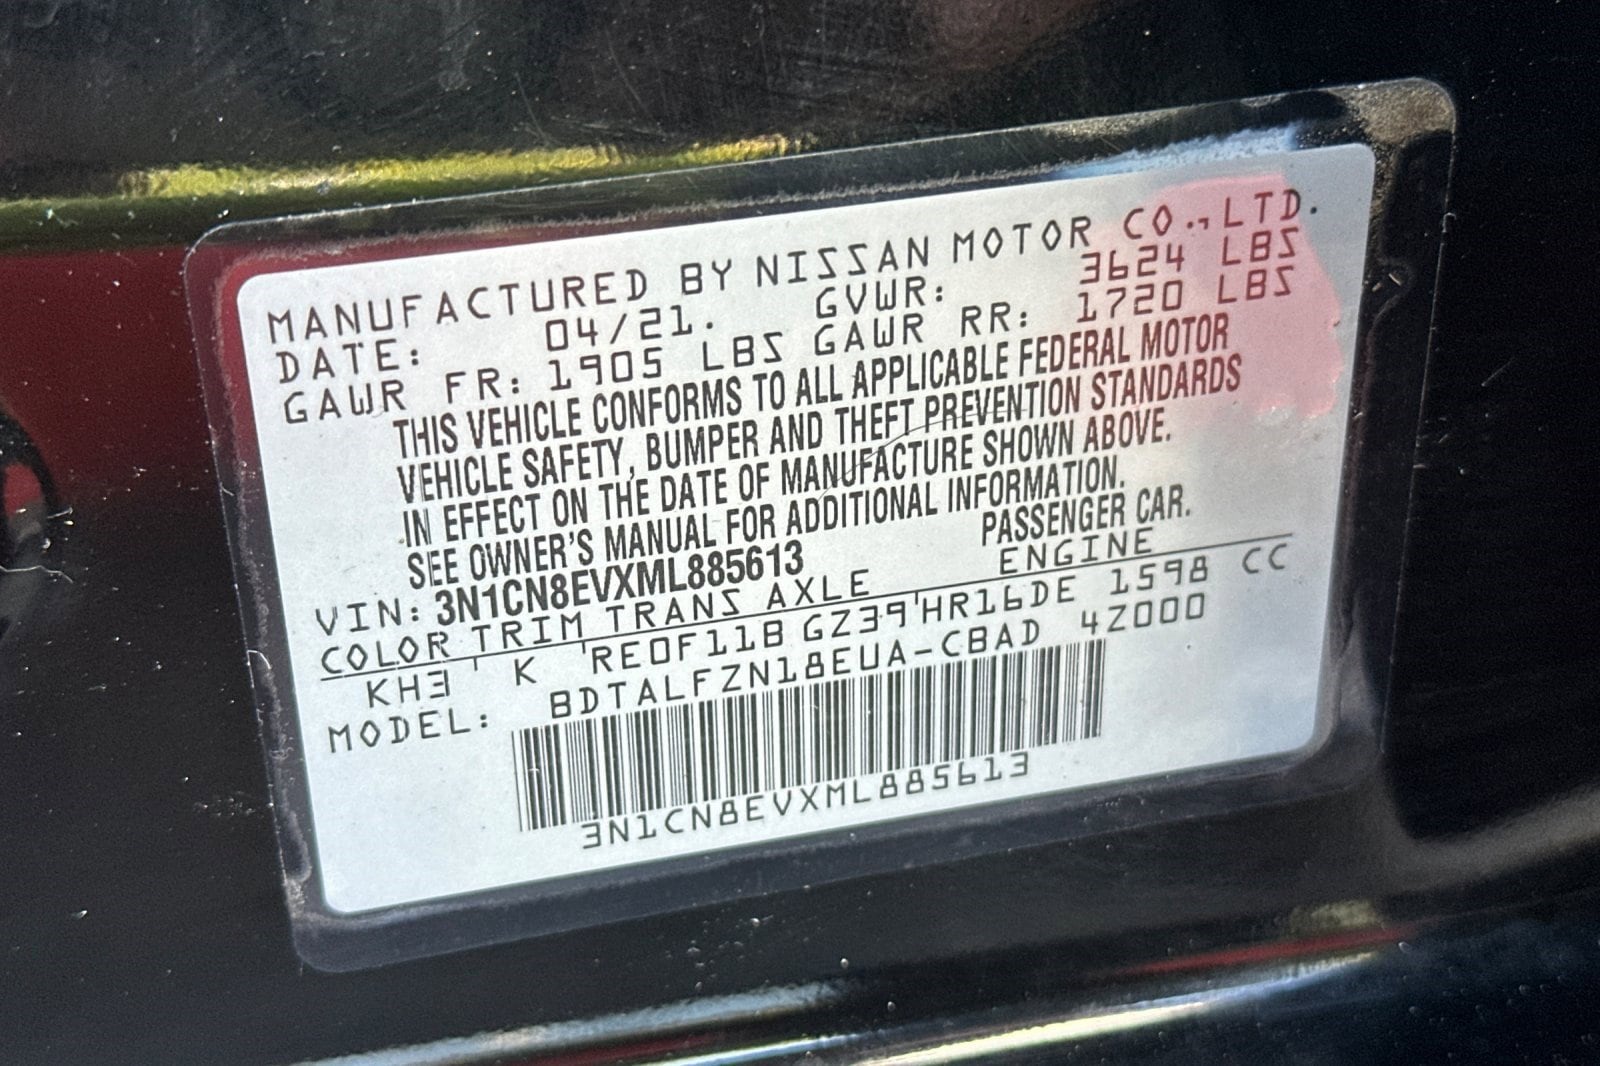 MANUFACTURED BY NISSAN MOTOR CO.,LTD.
DATE: 04/21. GVWR: 3624 LBS
GAWR FR: 1905 LBS GAWR RR: 1720 LBS
THIS VEHICLE CONFORMS TO ALL APPLICABLE FEDERAL MOTOR
VEHICLE SAFETY, BUMPER AND THEFT PREVENTION STANDARDS
IN EFFECT ON THE DATE OF MANUFACTURE SHOWN ABOVE.
SEE OWNER'S MANUAL FOR ADDITIONAL INFORMATION.
VIN: 3N1CN8EVXML885613 PASSENGER CAR.
COLOR TRIM TRANS AXLE ENGINE
KH3 K RE0F11B GZ39 HR16DE 1598 CC
MODEL: BDTALFZN18EUA-CBAD 4Z000
3N1CN8EVXML885613